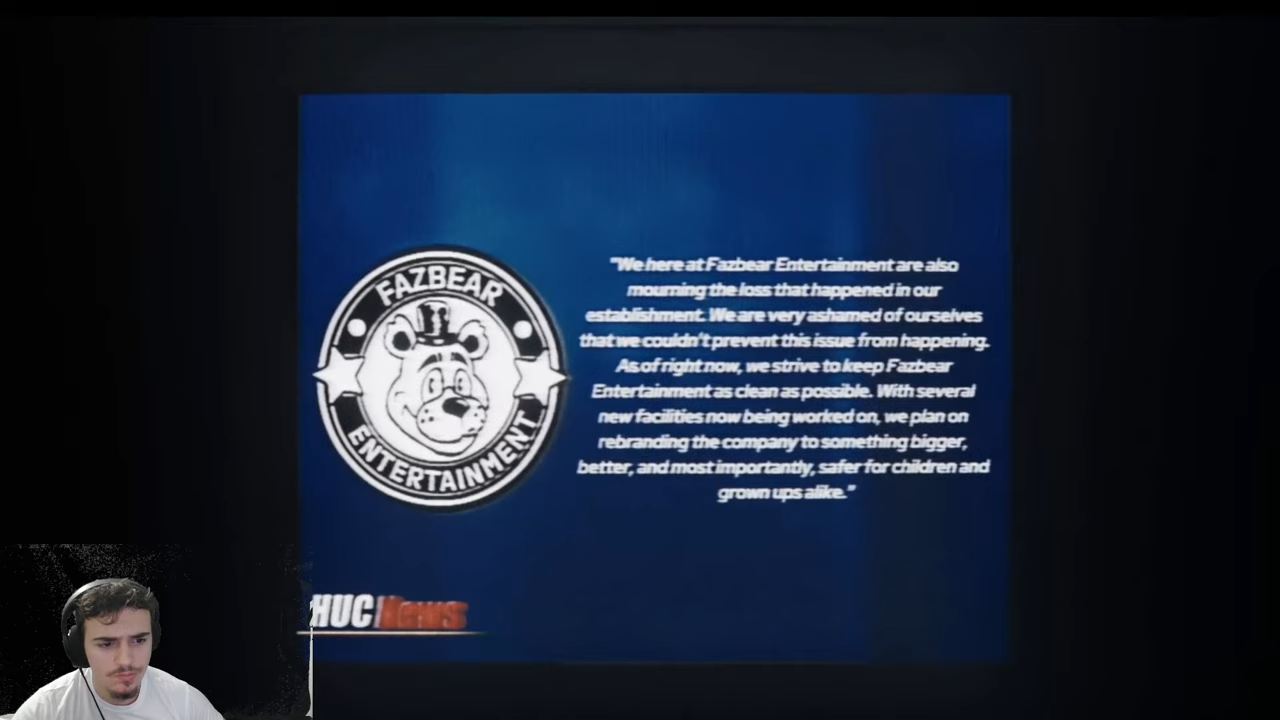 FAZBEAR
ENTERTAINMENT
"We here at Fazbear Entertainment are also
mourning the loss that happened in our
establishment. We are very ashamed of ourselves
that we couldn't prevent this issue from happening.
As of right now, we strive to keep Fazbear
Entertainment as clean as possible. With several
new facilities now being worked on, we plan on
rebranding the company to something bigger,
better, and most importantly, safer for children and
grown ups alike."
HUC News